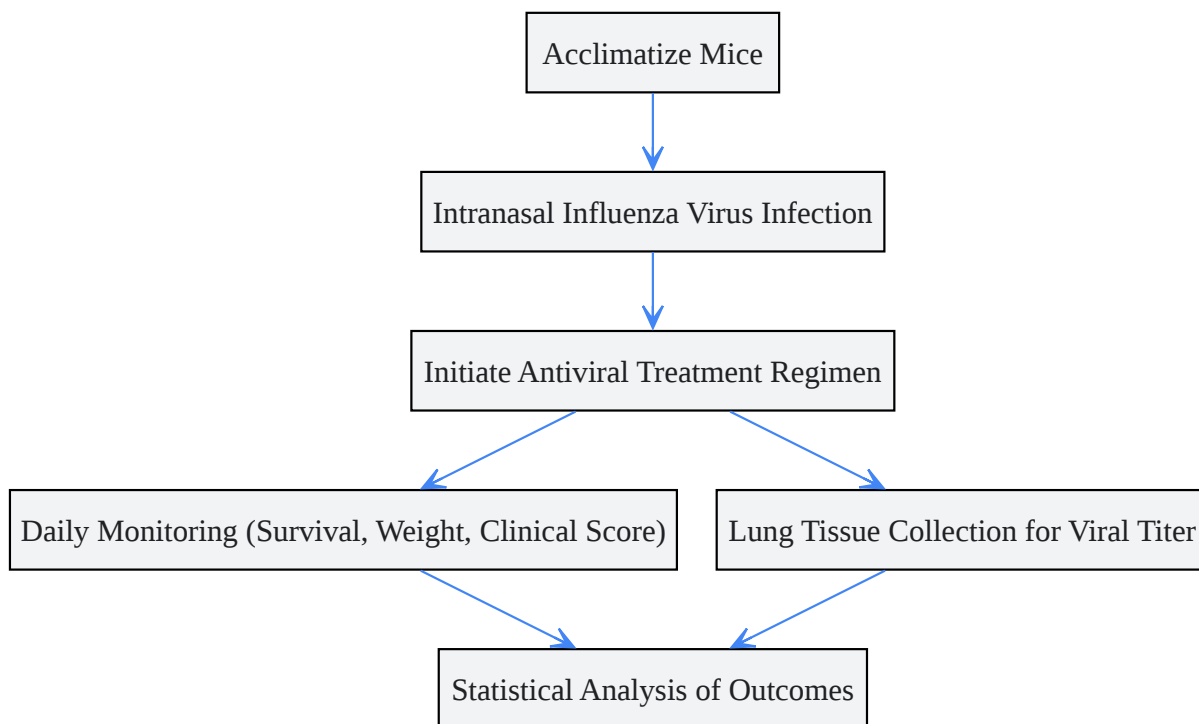 Acclimatize Mice
Intranasal Influenza Virus Infection
Initiate Antiviral Treatment Regimen
Daily Monitoring (Survival, Weight, Clinical Score)
Lung Tissue Collection for Viral Titer
Statistical Analysis of Outcomes